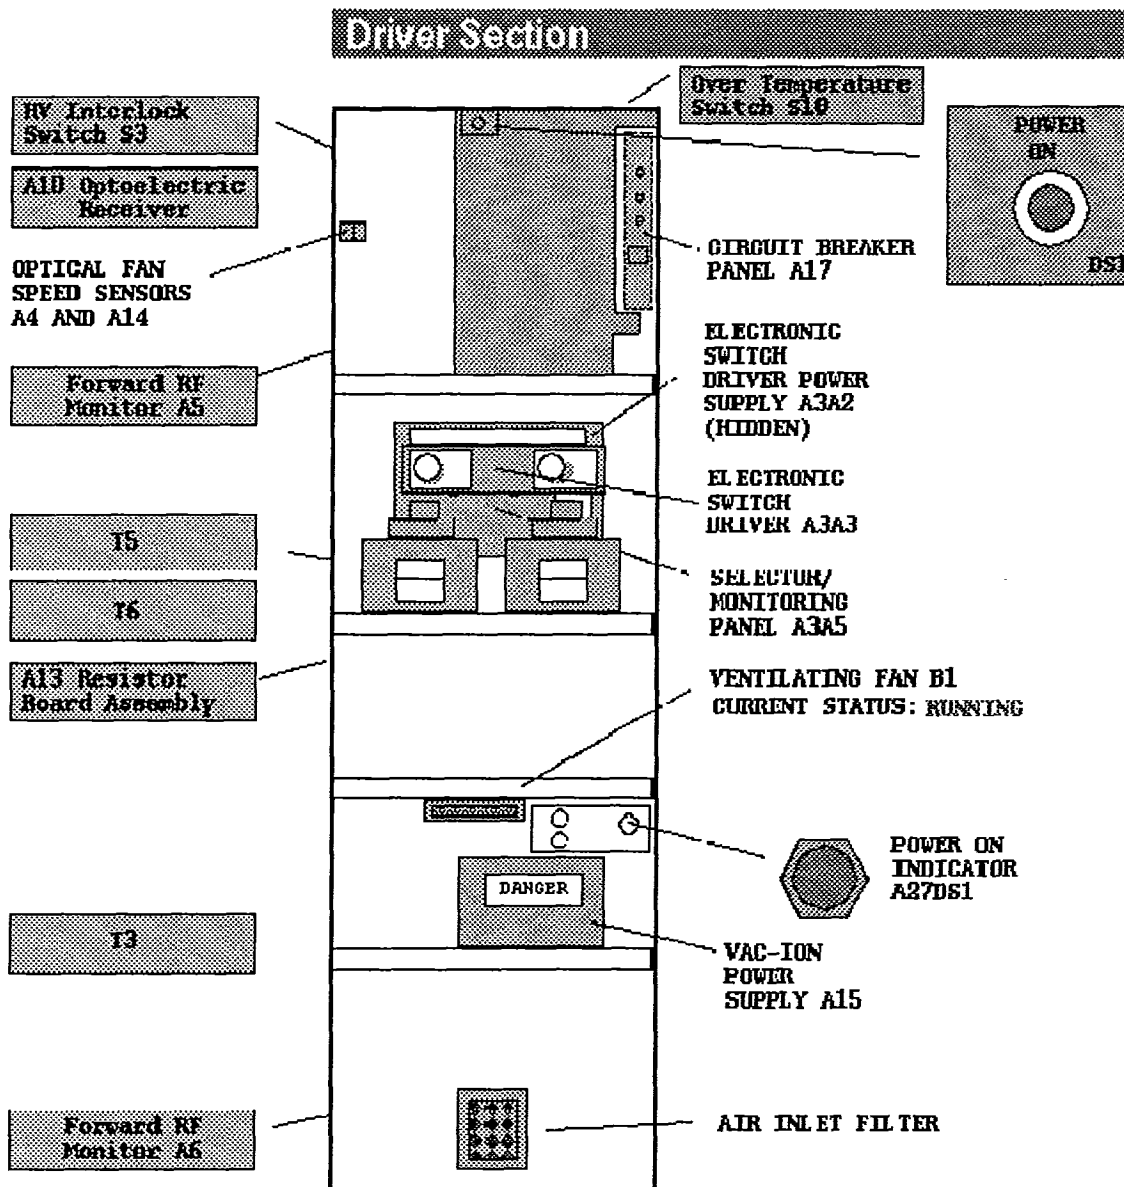 Driver Section
Over Temperature
Switch S10
HV Interlock
Switch S3
A10 Optoelectric
Receiver
OPTICAL FAN
SPEED SENSORS
A4 AND A14
POWER
ON
DS1
CIRCUIT BREAKER
PANEL A17
Forward RF
Monitor A5
ELECTRONIC
SWITCH
DRIVER POWER
SUPPLY A3A2
(HIDDEN)
ELECTRONIC
SWITCH
DRIVER A3A3
T5
T6
SELECTOR/
MONITORING
PANEL A3A5
A13 Resistor
Board Assembly
VENTILATING FAN B1
CURRENT STATUS: RUNNING
POWER ON
INDICATOR
A27DS1
DANGER
T3
VAC-ION
POWER
SUPPLY A15
AIR INLET FILTER
Forward RF
Monitor A6